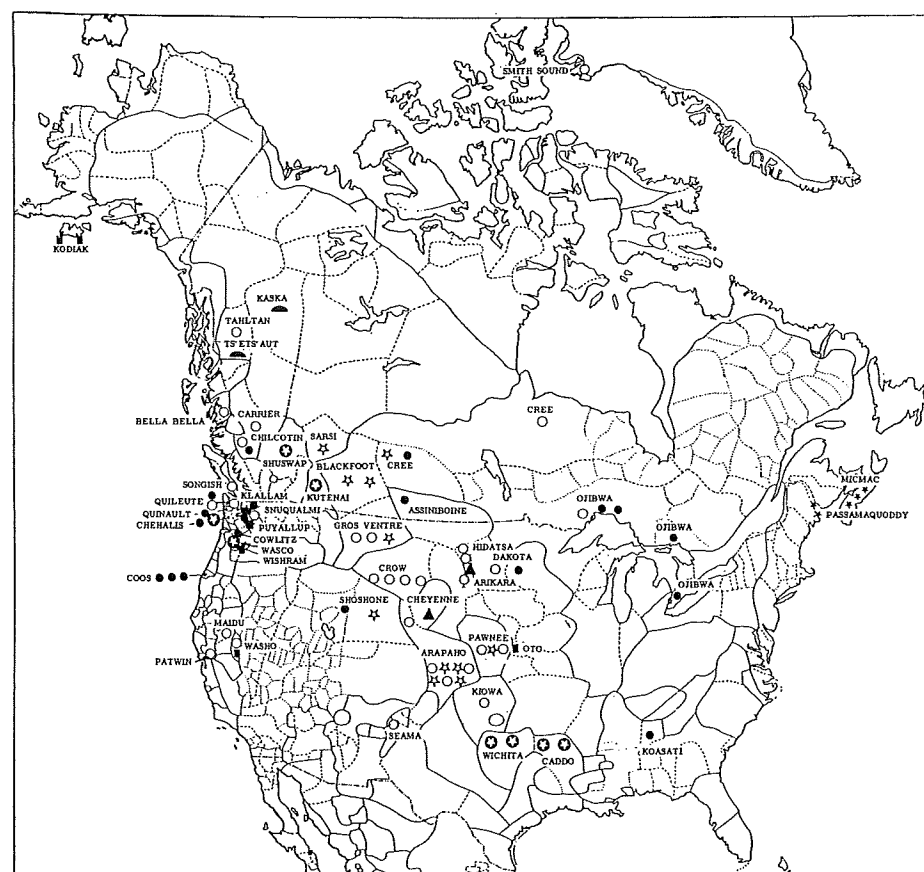 SMITH SOUND
KODIAK
KASKA
TAHLTAN
TS'ETS'AUT
CREE
BELLA BELLA
CARRIER
CHILCOTIN
SARSI
SHUSWAP
BLACKFOOT
CREE
MICMAC
SONGISH
KLALLAM
KUTENAI
ASSINIBOINE
OJIBWA
QUILEUTE
SNUQUALMI
PASSAMAQUODDY
QUINAULT
PUYALLUP
GROS VENTRE
OJIBWA
CHEHALIS
COWLITZ
WASCO
HIDATSA
WISHRAM
DAKOTA
CROW
COOS
ARIKARA
OJIBWA
SHOSHONE
CHEYENNE
MAIDU
WASHO
PAWNEE
OTO
PATWIN
ARAPAHO
KIOWA
SEAMA
WICHITA
CADDO
KOASATI